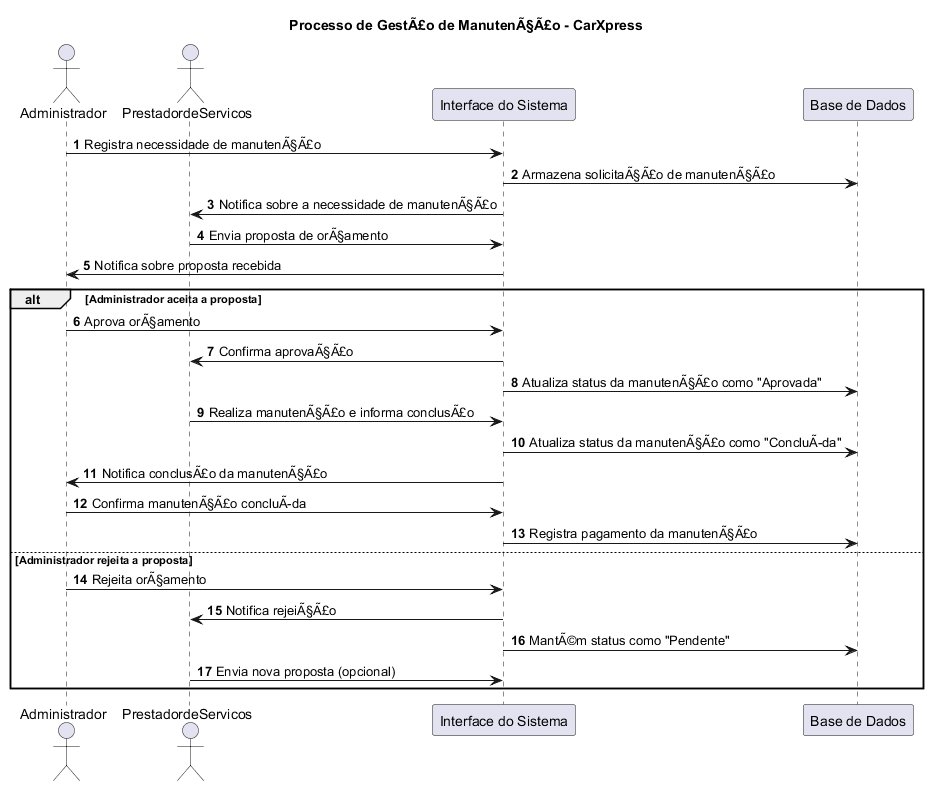 Processo de GestÃ£o de ManutenÃ§Ã£o - CarXpress
Administrador
PrestadordeServicos
Interface do Sistema
Base de Dados
1 Registra necessidade de manutenÃ§Ã£o
2 Armazena solicitaÃ§Ã£o de manutenÃ§Ã£o
3 Notifica sobre a necessidade de manutenÃ§Ã£o
4 Envia proposta de orÃ§amento
5 Notifica sobre proposta recebida
alt [Administrador aceita a proposta]
6 Aprova orÃ§amento
7 Confirma aprovaÃ§Ã£o
8 Atualiza status da manutenÃ§Ã£o como "Aprovada"
9 Realiza manutenÃ§Ã£o e informa conclusÃ£o
10 Atualiza status da manutenÃ§Ã£o como "ConcluÃ-da"
11 Notifica conclusÃ£o da manutenÃ§Ã£o
12 Confirma manutenÃ§Ã£o concluÃ-da
13 Registra pagamento da manutenÃ§Ã£o
[Administrador rejeita a proposta]
14 Rejeita orÃ§amento
15 Notifica rejeiÃ§Ã£o
16 MantÃ©m status como "Pendente"
17 Envia nova proposta (opcional)
Administrador
PrestadordeServicos
Interface do Sistema
Base de Dados